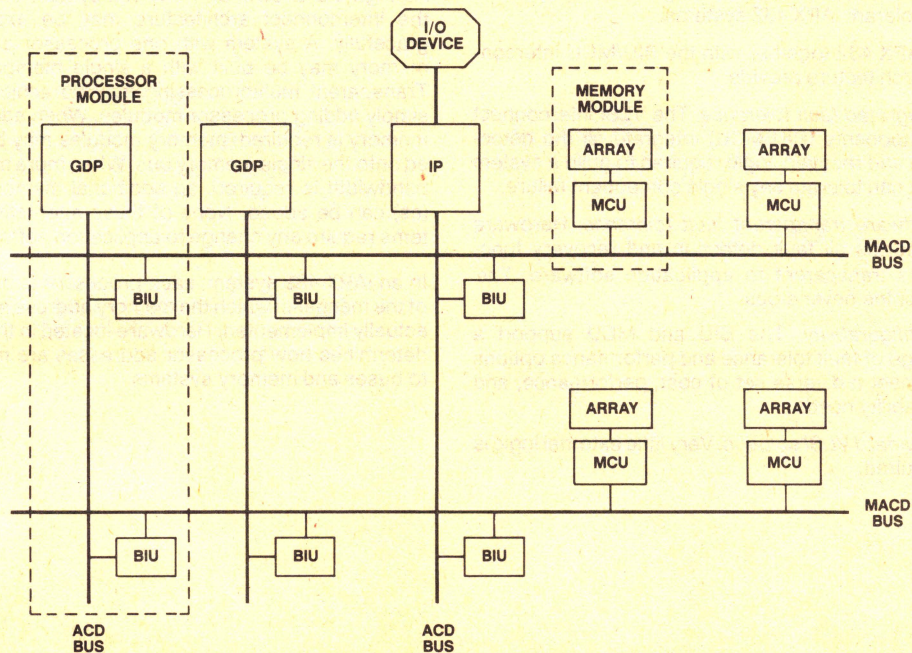 I/O
DEVICE
PROCESSOR
MODULE
MEMORY
MODULE
GDP
GDP
IP
ARRAY
ARRAY
MCU
MCU
MACD
BUS
BIU
BIU
BIU
ARRAY
ARRAY
MCU
MCU
MACD
BUS
BIU
BIU
BIU
ACD
BUS
ACD
BUS